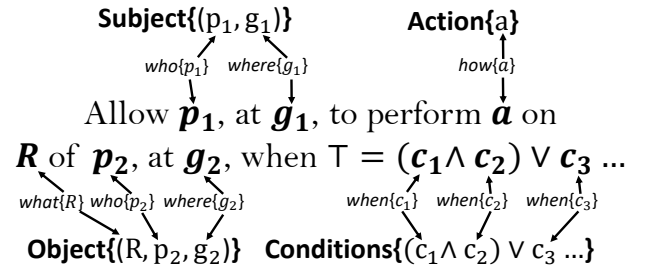 Subject{(p₁, g₁)} Action{a}
who{p₁} where{g₁} how{a}
Allow p₁, at g₁, to perform a on
R of p₂, at g₂, when T = (c₁∧ c₂) ∨ c₃ ...
what{R} who{p₂} where{g₂} when{c₁} when{c₂} when{c₃}
Object{(R, p₂, g₂)} Conditions{(c₁∧ c₂) ∨ c₃ ...}